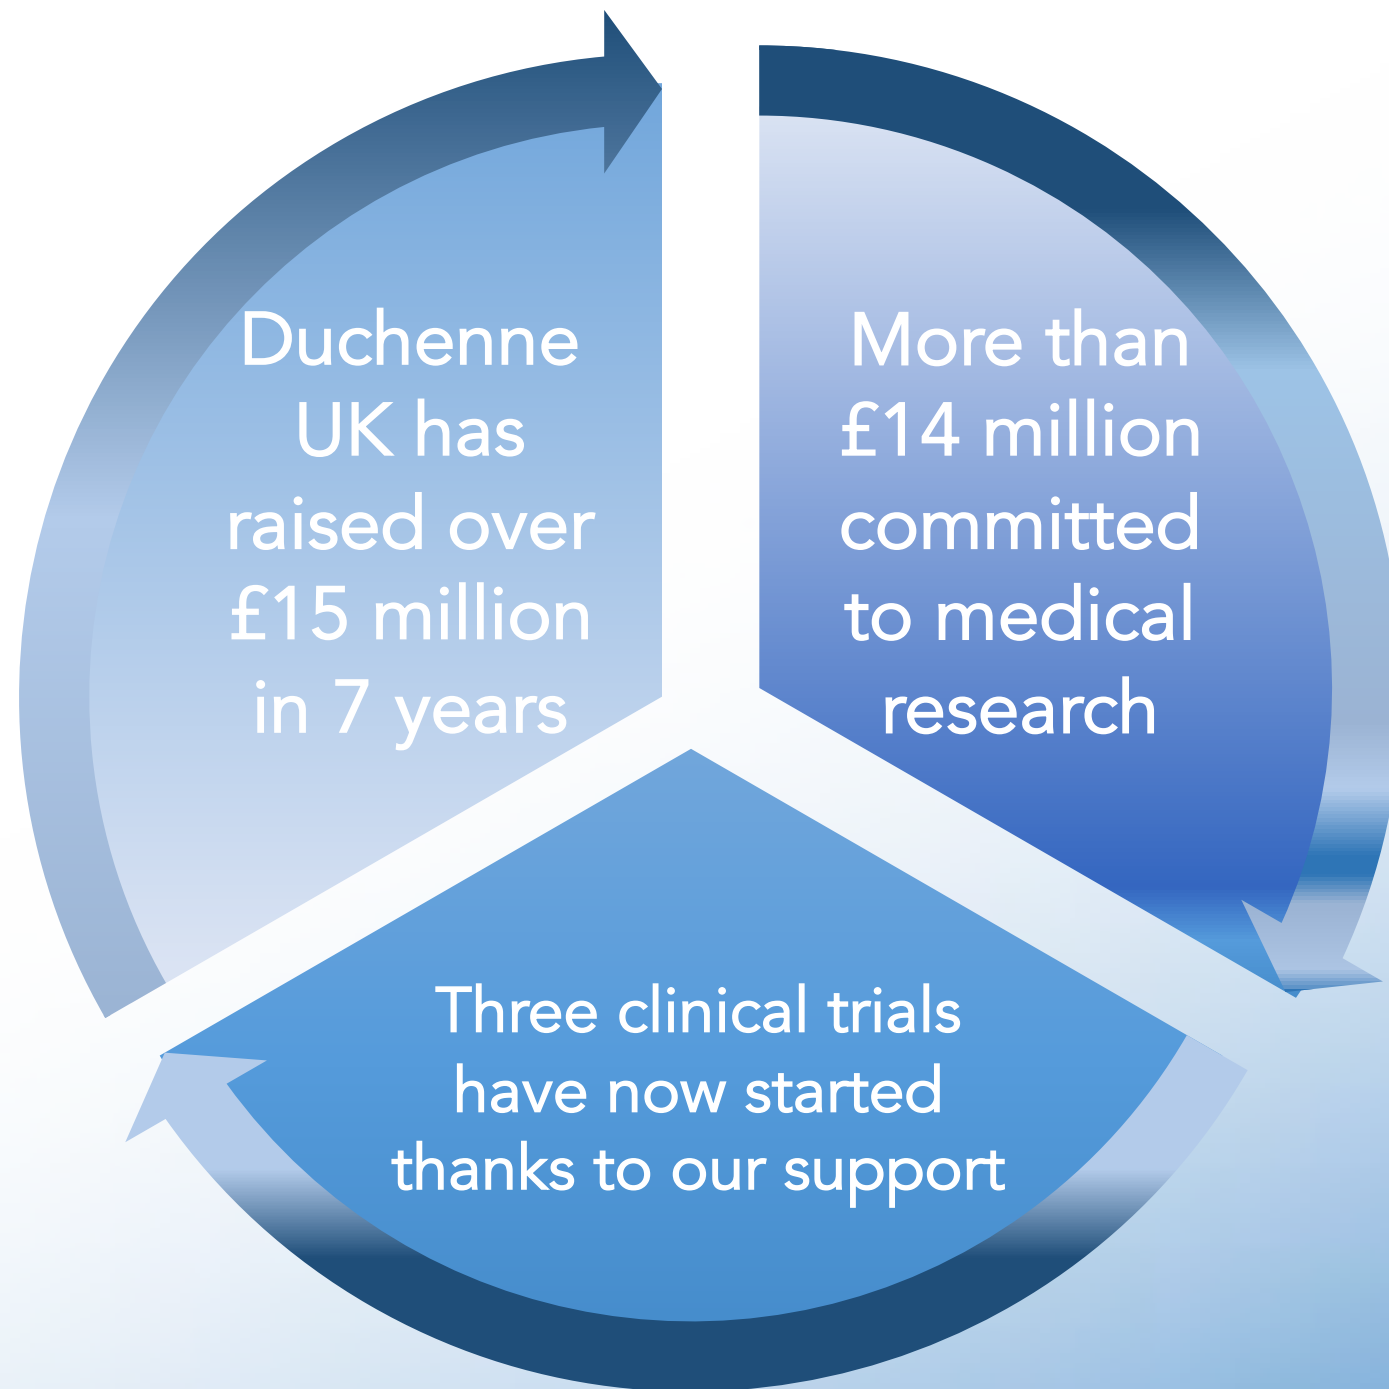 Duchenne
UK has
raised over
£15 million
in 7 years
More than
£14 million
committed
to medical
research
Three clinical trials
have now started
thanks to our support